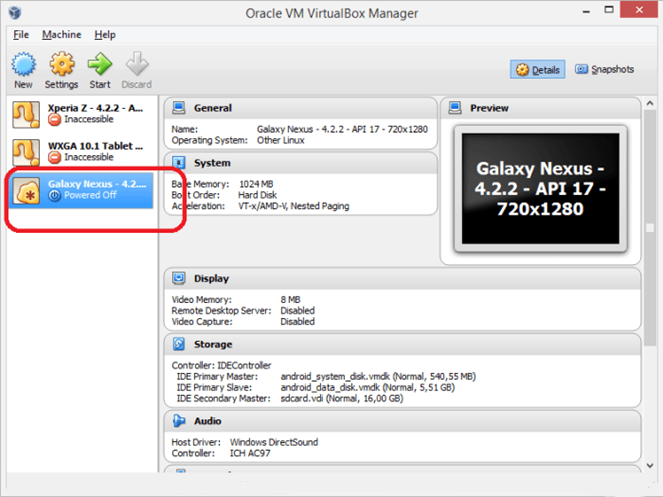 Oracle VM VirtualBox Manager
File Machine Help
New Settings Start Discard
Details Snapshots
Xperia Z - 4.2.2 - A...
Inaccessible
WXGA 10.1 Tablet ...
Inaccessible
Galaxy Nexus - 4.2....
Powered Off
General
Name: Galaxy Nexus - 4.2.2 - API 17 - 720x1280
Operating System: Other Linux
System
Base Memory: 1024 MB
Boot Order: Hard Disk
Acceleration: VT-x/AMD-V, Nested Paging
Preview
Galaxy Nexus -
4.2.2 - API 17 -
720x1280
Display
Video Memory: 8 MB
Remote Desktop Server: Disabled
Video Capture: Disabled
Storage
Controller: IDEController
IDE Primary Master: android_system_disk.vmdk (Normal, 540,55 MB)
IDE Primary Slave: android_data_disk.vmdk (Normal, 5,51 GB)
IDE Secondary Master: sdcard.vdi (Normal, 16,00 GB)
Audio
Host Driver: Windows DirectSound
Controller: ICH AC97